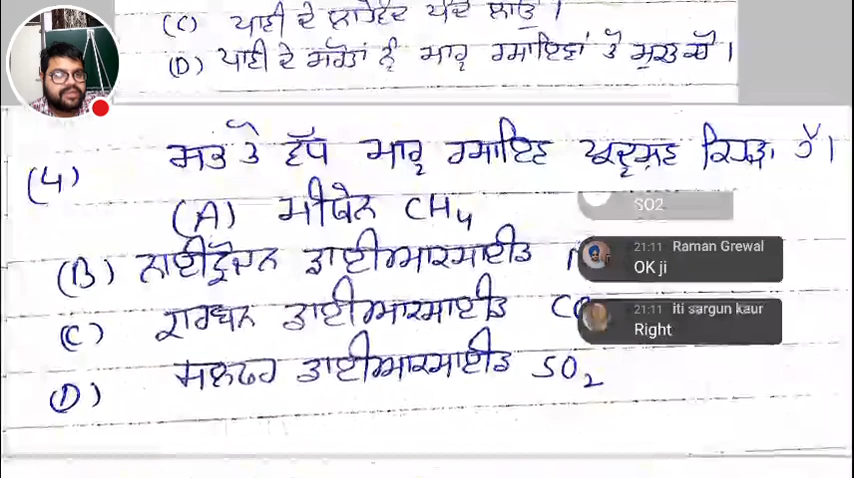 (C) ਪਾਣੀ ਦੇ
(D) ਪਾਣੀ ਦੇ ਸਰੋਤਾਂ ਨੂੰ ਮਾਰੂ ਰਸਾਇਣਾਂ ਤੋਂ ਮੁਕਤ ਕਰੋ।
(4) ਸਭ ਤੋਂ ਵੱਧ ਮਾਰੂ ਰਸਾਇਣ ਪ੍ਰਦੂਸ਼ਣ ਕਿਹੜਾ ਹੈ।
(A) ਮੀਥੇਨ CH4
SO2
(B) ਨਾਈਟ੍ਰੋਜਨ ਡਾਈਆਕਸਾਈਡ
21:11 Raman Grewal
OK ji
(C) ਕਾਰਬਨ ਡਾਈਆਕਸਾਈਡ
21:11 iti sargun kaur
Right
(D) ਸਲਫਰ ਡਾਈਆਕਸਾਈਡ SO2